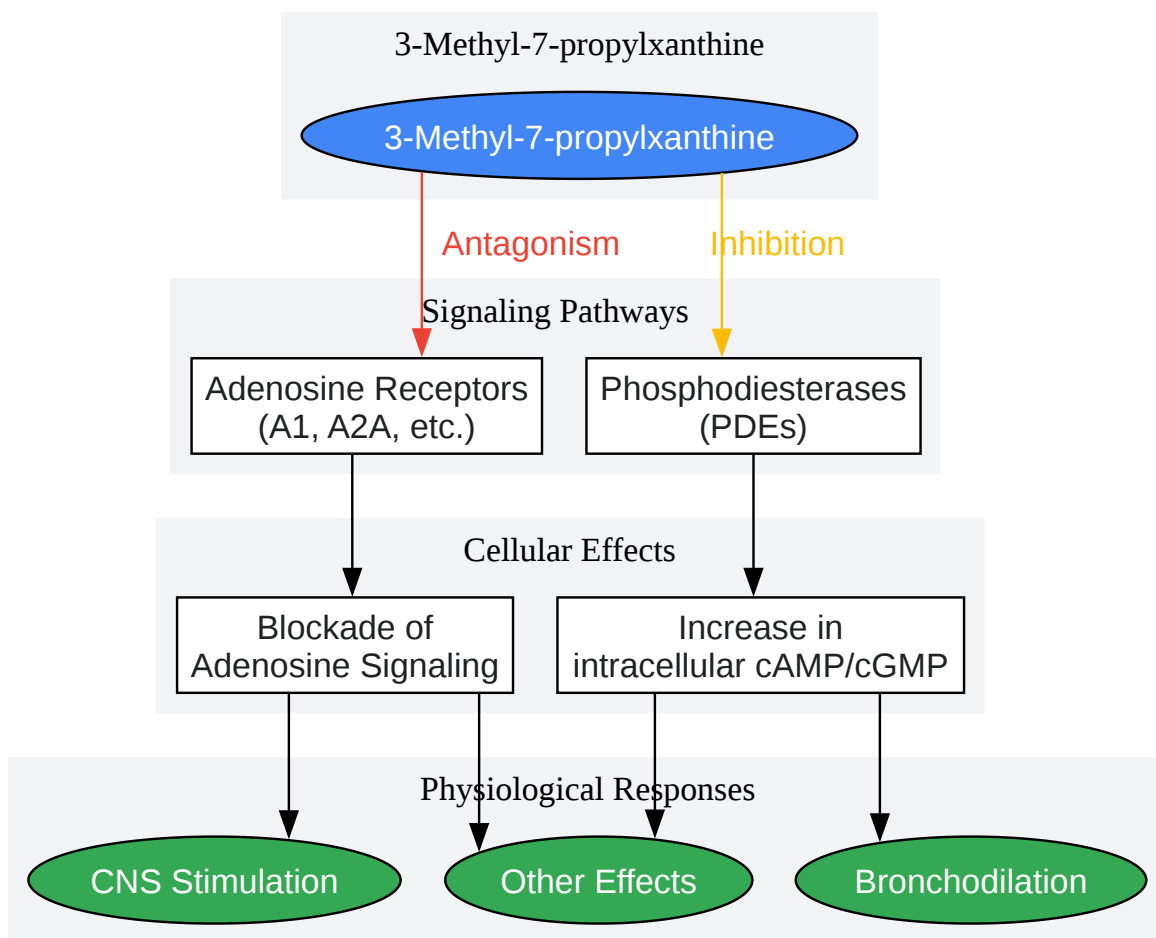 3-Methyl-7-propylxanthine
3-Methyl-7-propylxanthine
Antagonism
Inhibition
Signaling Pathways
Adenosine Receptors
(A1, A2A, etc.)
Phosphodiesterases
(PDEs)
Cellular Effects
Blockade of
Adenosine Signaling
Increase in
intracellular cAMP/cGMP
Physiological Responses
CNS Stimulation
Other Effects
Bronchodilation